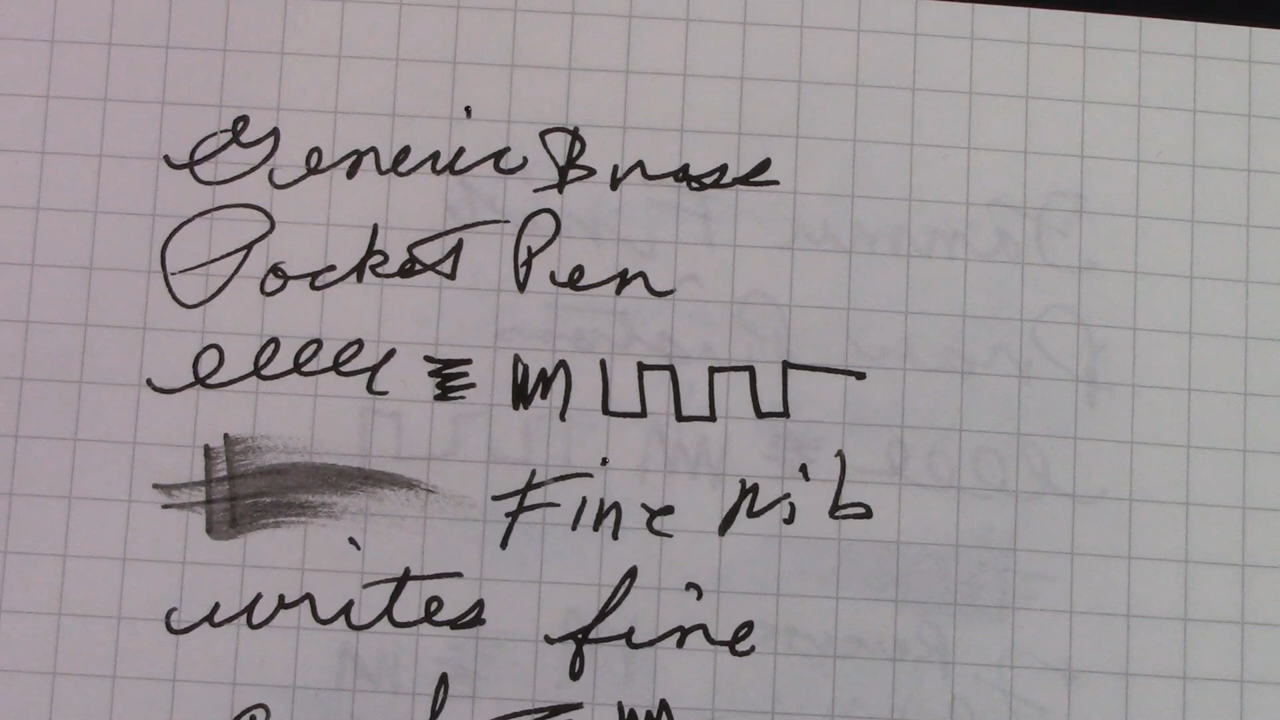 Generic Brass
Pocket Pen
Fine Nib
writes fine